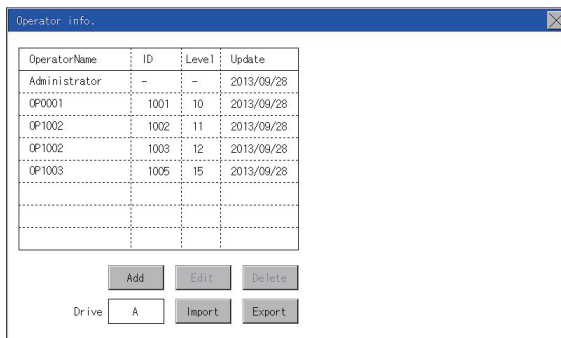 Operator info.
OperatorName ID Level Update
Administrator - - 2013/09/28
OP0001 1001 10 2013/09/28
OP1002 1002 11 2013/09/28
OP1002 1003 12 2013/09/28
OP1003 1005 15 2013/09/28
Add Edit Delete
Drive A Import Export